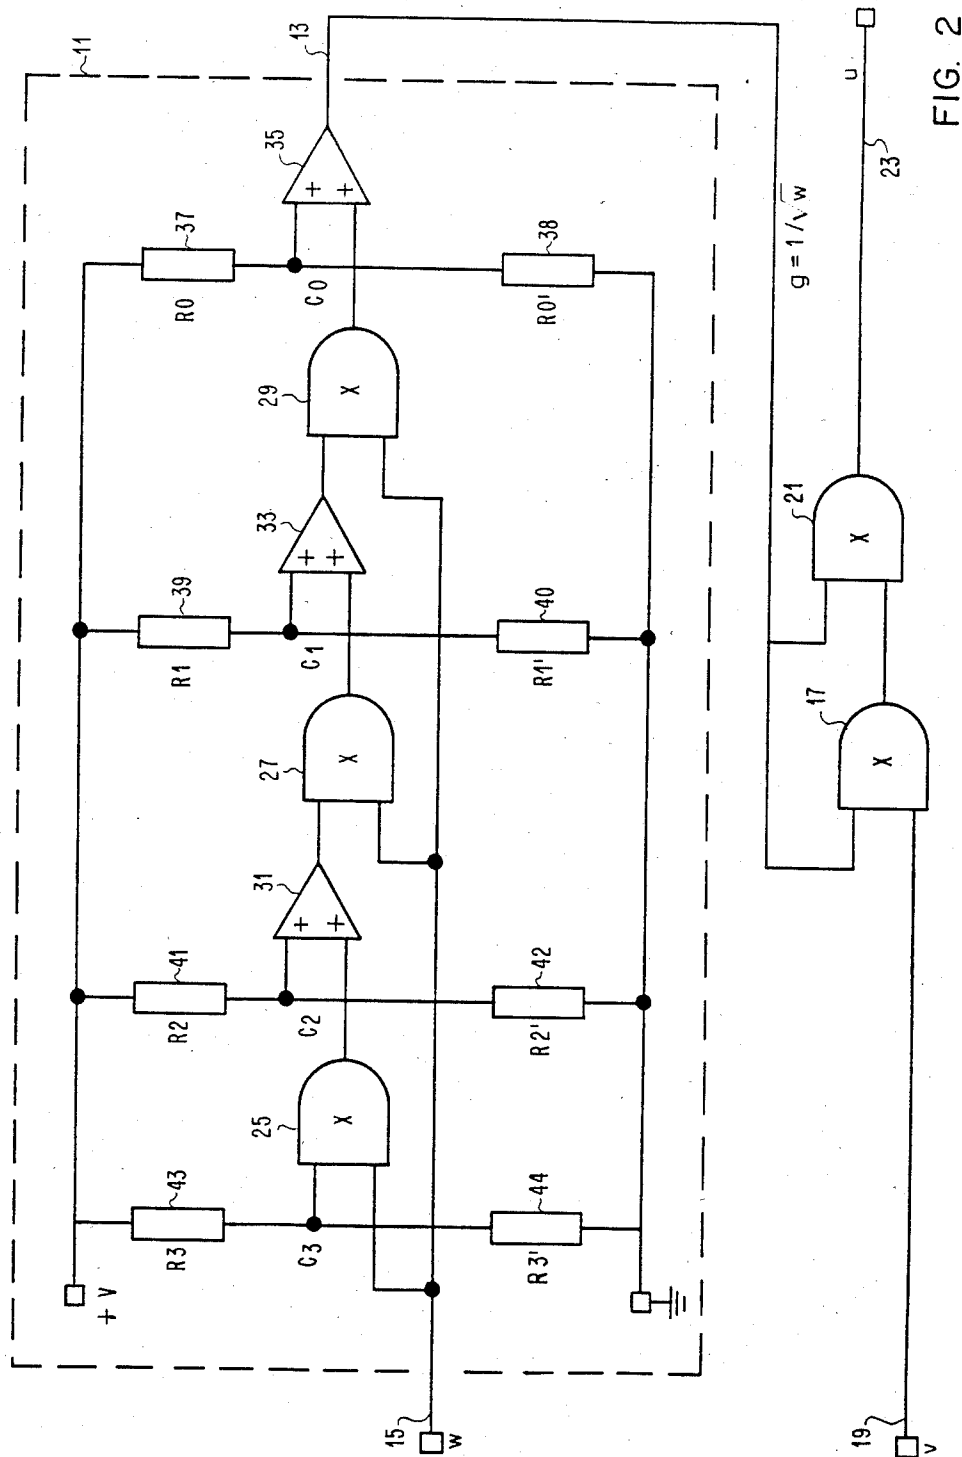 11
13
R0
37
C0
R0'
38
35
+
+
29
X
33
+
+
R1
39
C1
R1'
40
27
X
31
+
+
R2
41
C2
R2'
42
25
X
R3
43
C3
R3'
44
+V
15
w
g = 1/√w
17
X
21
X
19
v
23
u
FIG. 2